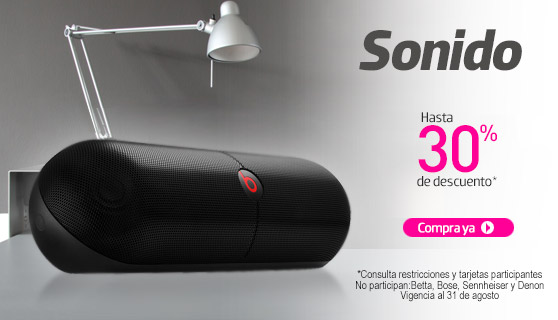 Sonido
Hasta
30%
de descuento*
Compra ya
*Consulta restricciones y tarjetas participantes
No participan:Betta, Bose, Sennheiser y Denon
Vigencia al 31 de agosto